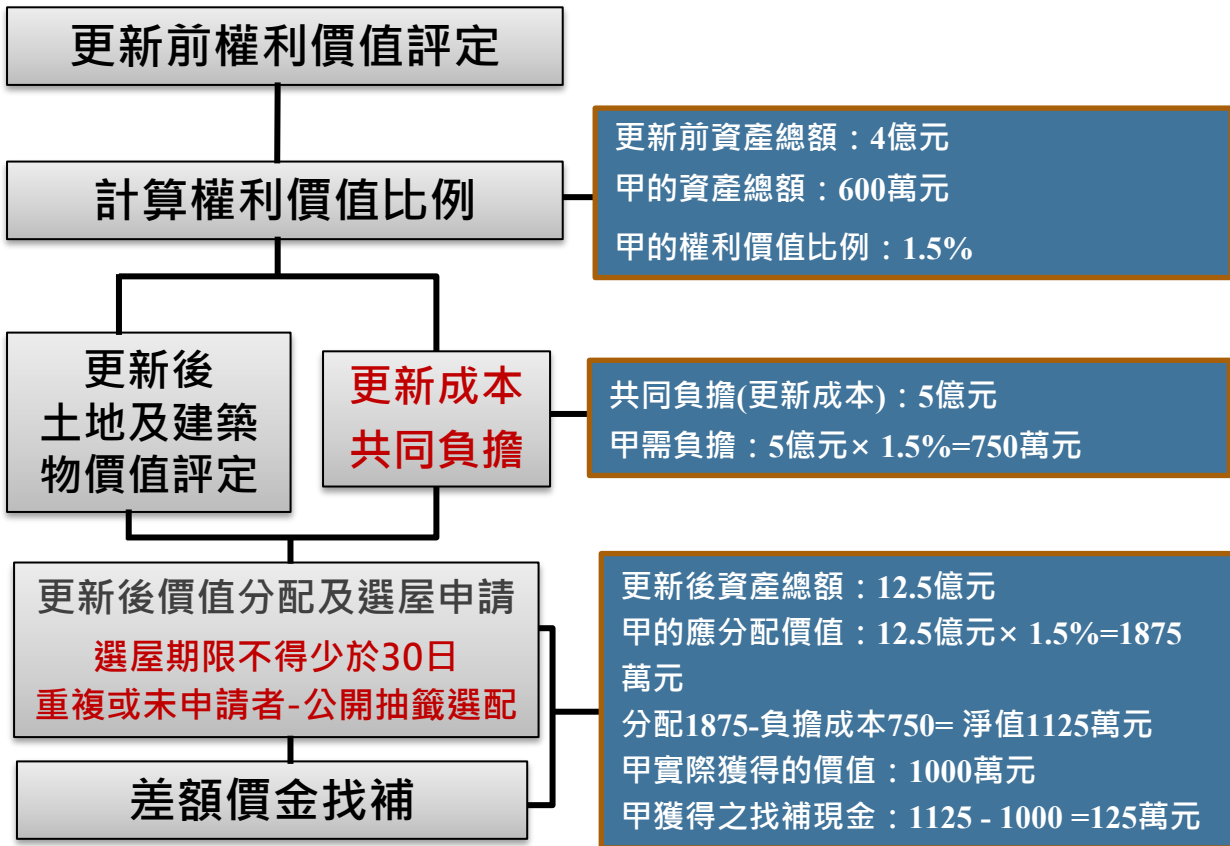 更新前權利價值評定
計算權利價值比例
更新前資產總額：4億元
甲的資產總額：600萬元
甲的權利價值比例：1.5%
更新後
土地及建築
物價值評定
更新成本
共同負擔
共同負擔(更新成本)：5億元
甲需負擔：5億元× 1.5%=750萬元
更新後價值分配及選屋申請
選屋期限不得少於30日
重複或未申請者-公開抽籤選配
差額價金找補
更新後資產總額：12.5億元
甲的應分配價值：12.5億元× 1.5%=1875
萬元
分配1875-負擔成本750= 淨值1125萬元
甲實際獲得的價值：1000萬元
甲獲得之找補現金：1125 - 1000 =125萬元